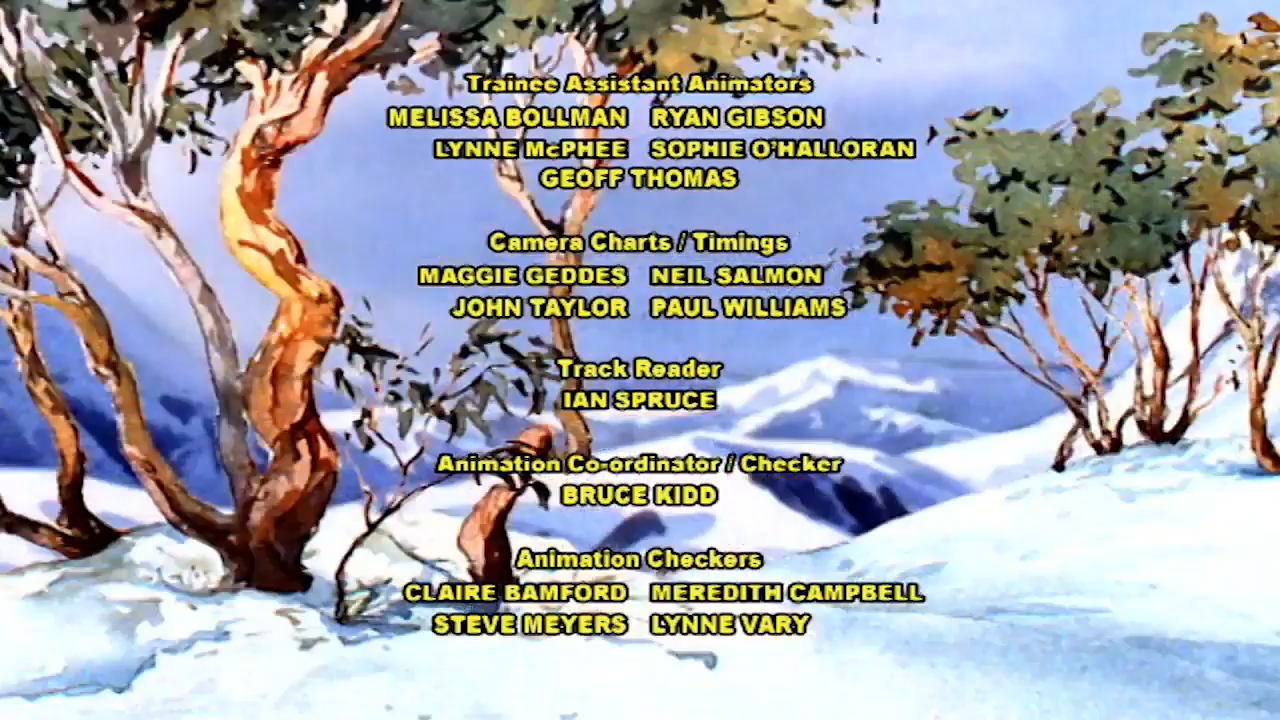 Trainee Assistant Animators
MELISSA BOLLMAN RYAN GIBSON
LYNNE McPHEE SOPHIE O'HALLORAN
GEOFF THOMAS
Camera Charts / Timings
MAGGIE GEDDES NEIL SALMON
JOHN TAYLOR PAUL WILLIAMS
Track Reader
IAN SPRUCE
Animation Co-ordinator / Checker
BRUCE KIDD
Animation Checkers
CLAIRE BAMFORD MEREDITH CAMPBELL
STEVE MEYERS LYNNE VARY